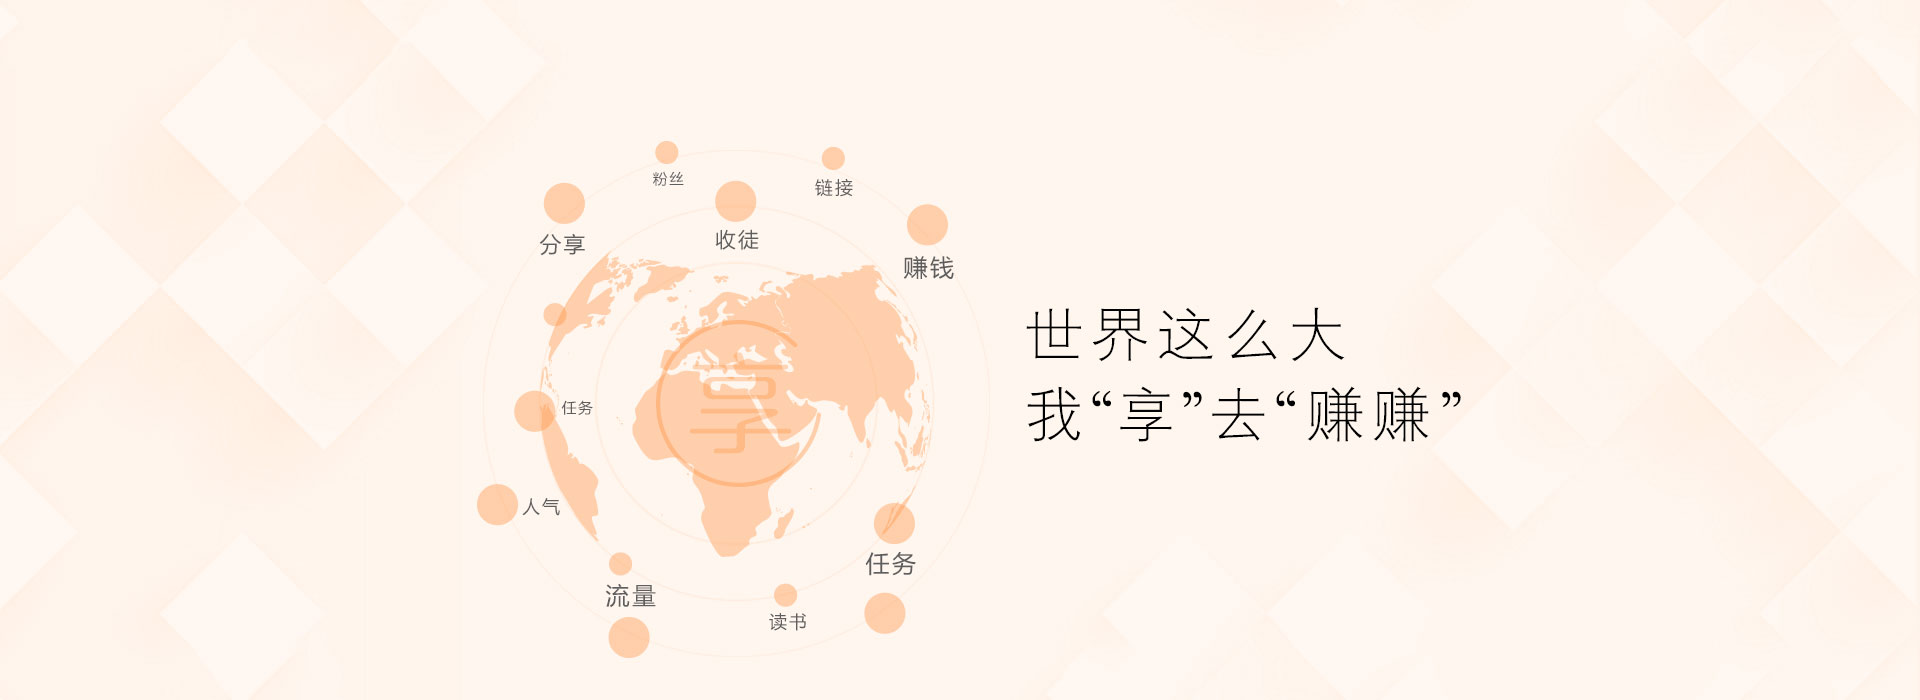 粉丝
链接
分享
收徒
赚钱
享
任务
人气
任务
流量
读书
世界这么大
我“享”去“赚赚”